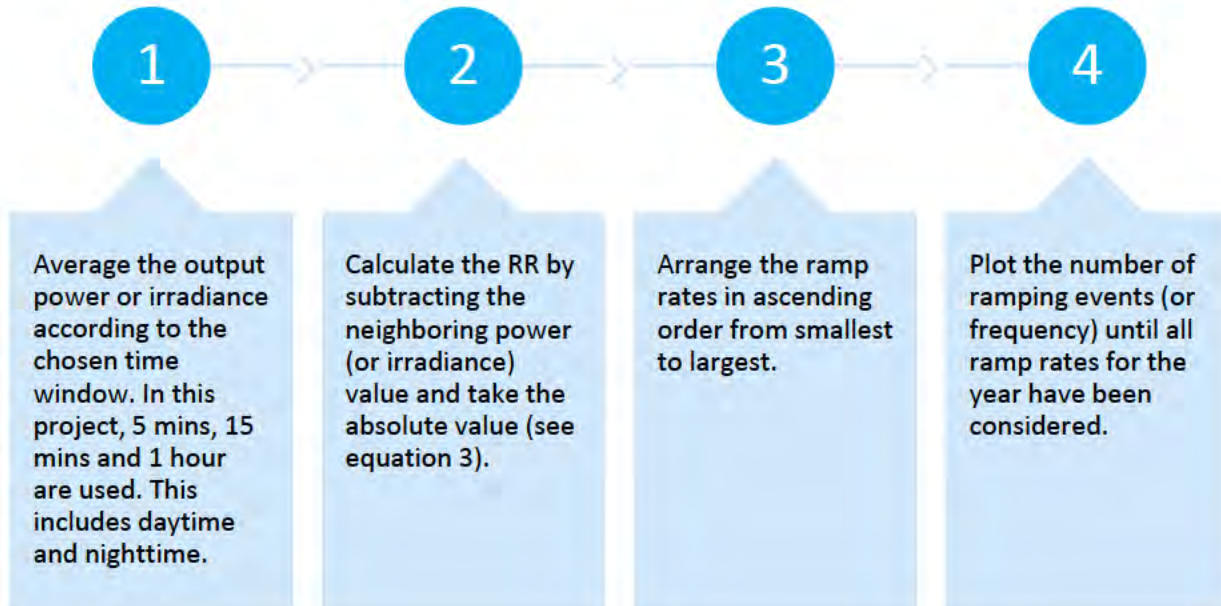 1
2
3
4
Average the output
power or irradiance
according to the
chosen time
window. In this
project, 5 mins, 15
mins and 1 hour
are used. This
includes daytime
and nighttime.
Calculate the RR by
subtracting the
neighboring power
(or irradiance)
value and take the
absolute value (see
equation 3).
Arrange the ramp
rates in ascending
order from smallest
to largest.
Plot the number of
ramping events (or
frequency) until all
ramp rates for the
year have been
considered.